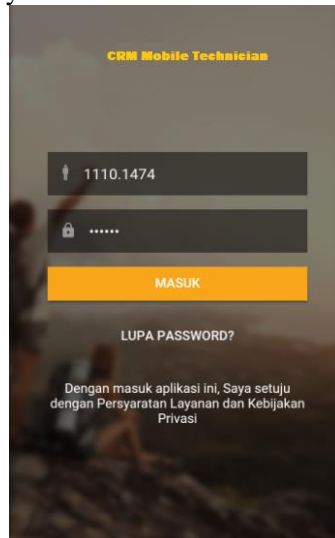 CRM Mobile Technician
1110.1474
••••••
MASUK
LUPA PASSWORD?
Dengan masuk aplikasi ini, Saya setuju
dengan Persyaratan Layanan dan Kebijakan
Privasi